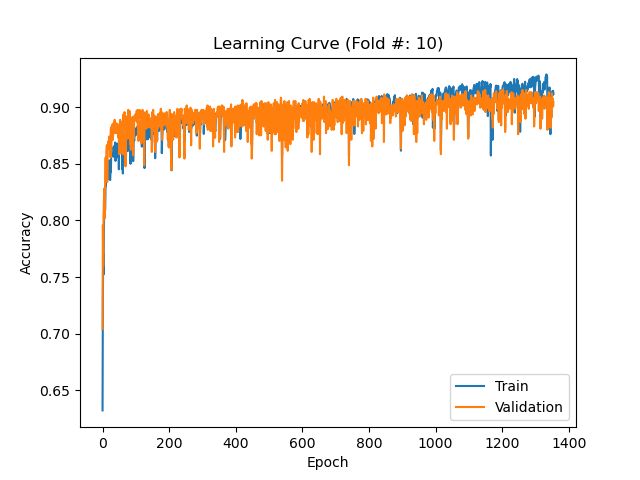 Learning Curve (Fold #: 10)
0.90
0.85
0.80
0.75
0.70
0.65
Accuracy
Train
Validation
0 200 400 600 800 1000 1200 1400
Epoch